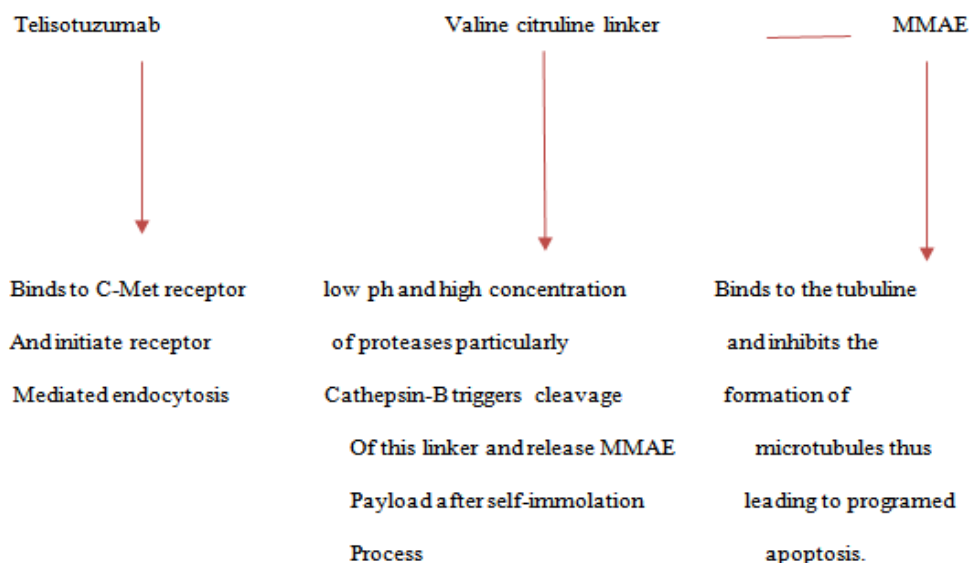 Telisotuzumab
Valine citruline linker
MMAE
Binds to C-Met receptor
And initiate receptor
Mediated endocytosis
low ph and high concentration
of proteases particularly
Cathepsin-B triggers cleavage
Of this linker and release MMAE
Payload after self-immolation
Process
Binds to the tubuline
and inhibits the
formation of
microtubules thus
leading to programed
apoptosis.